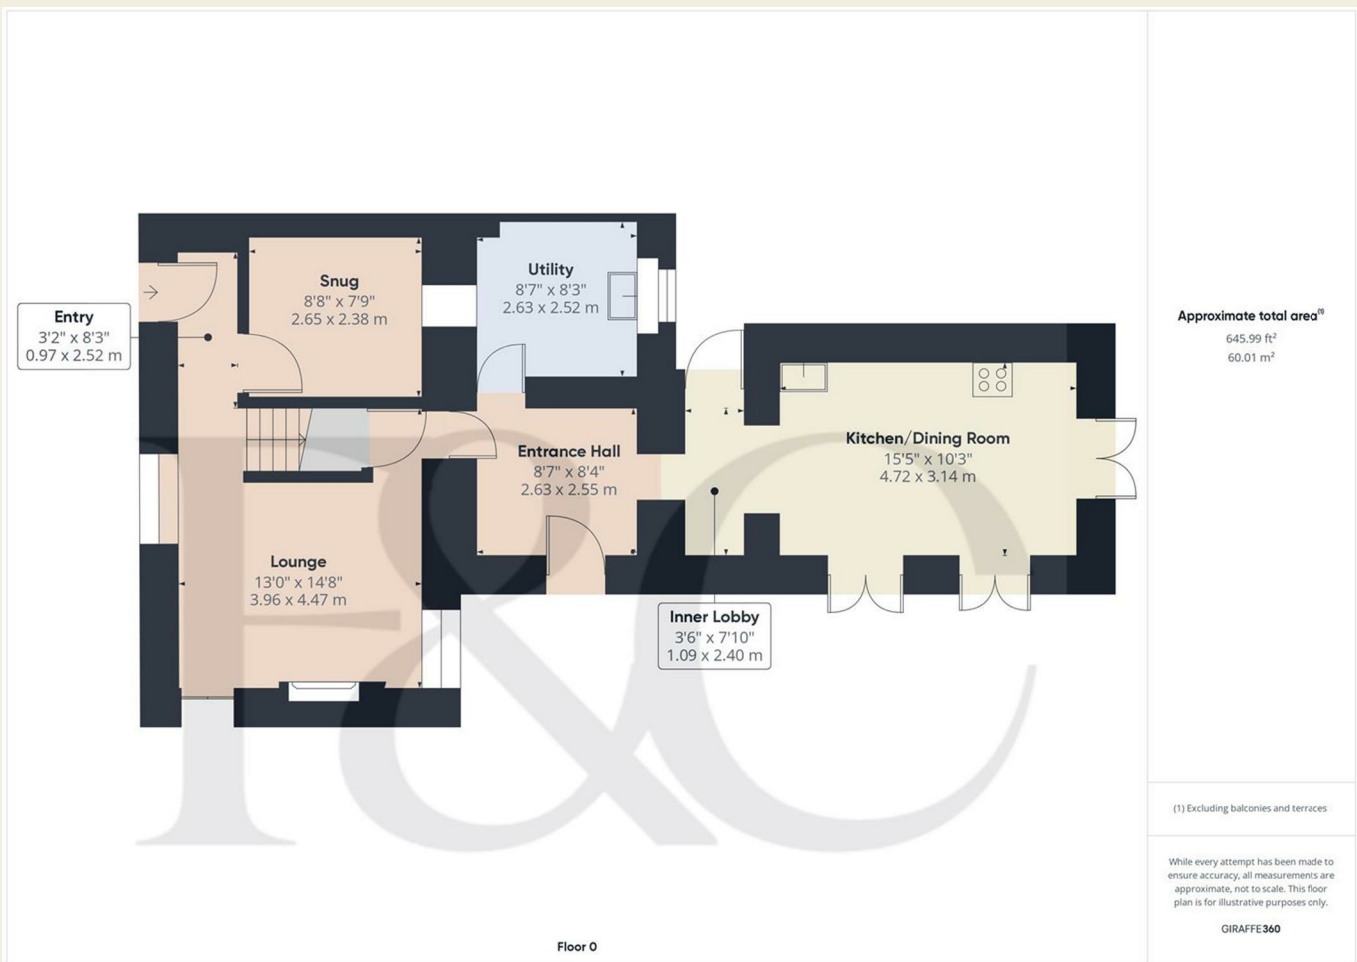 Entry
3'2" x 8'3"
0.97 x 2.52 m
Snug
8'8" x 7'9"
2.65 x 2.38 m
Utility
8'7" x 8'3"
2.63 x 2.52 m
Entrance Hall
8'7" x 8'4"
2.63 x 2.55 m
Kitchen/Dining Room
15'5" x 10'3"
4.72 x 3.14 m
Lounge
13'0" x 14'8"
3.96 x 4.47 m
Inner Lobby
3'6" x 7'10"
1.09 x 2.40 m
F&C
Floor 0
Approximate total area(1)
645.99 ft²
60.01 m²
(1) Excluding balconies and terraces
While every attempt has been made to
ensure accuracy, all measurements are
approximate, not to scale. This floor
plan is for illustrative purposes only.
GIRAFFE360